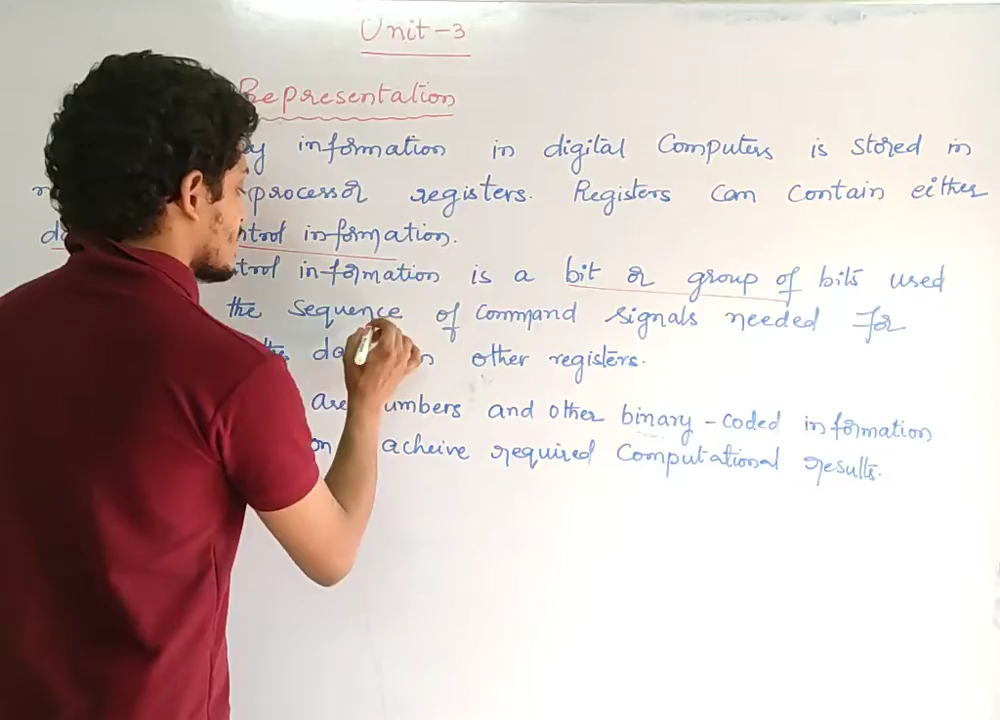 Unit-3
Representation
information in digital Computers is stored in
processor registers. Registers can contain either
information.
information is a bit or group of bits used
the sequence of command signals needed for
other registers.
are numbers and other binary-coded information
acheive required Computational results.